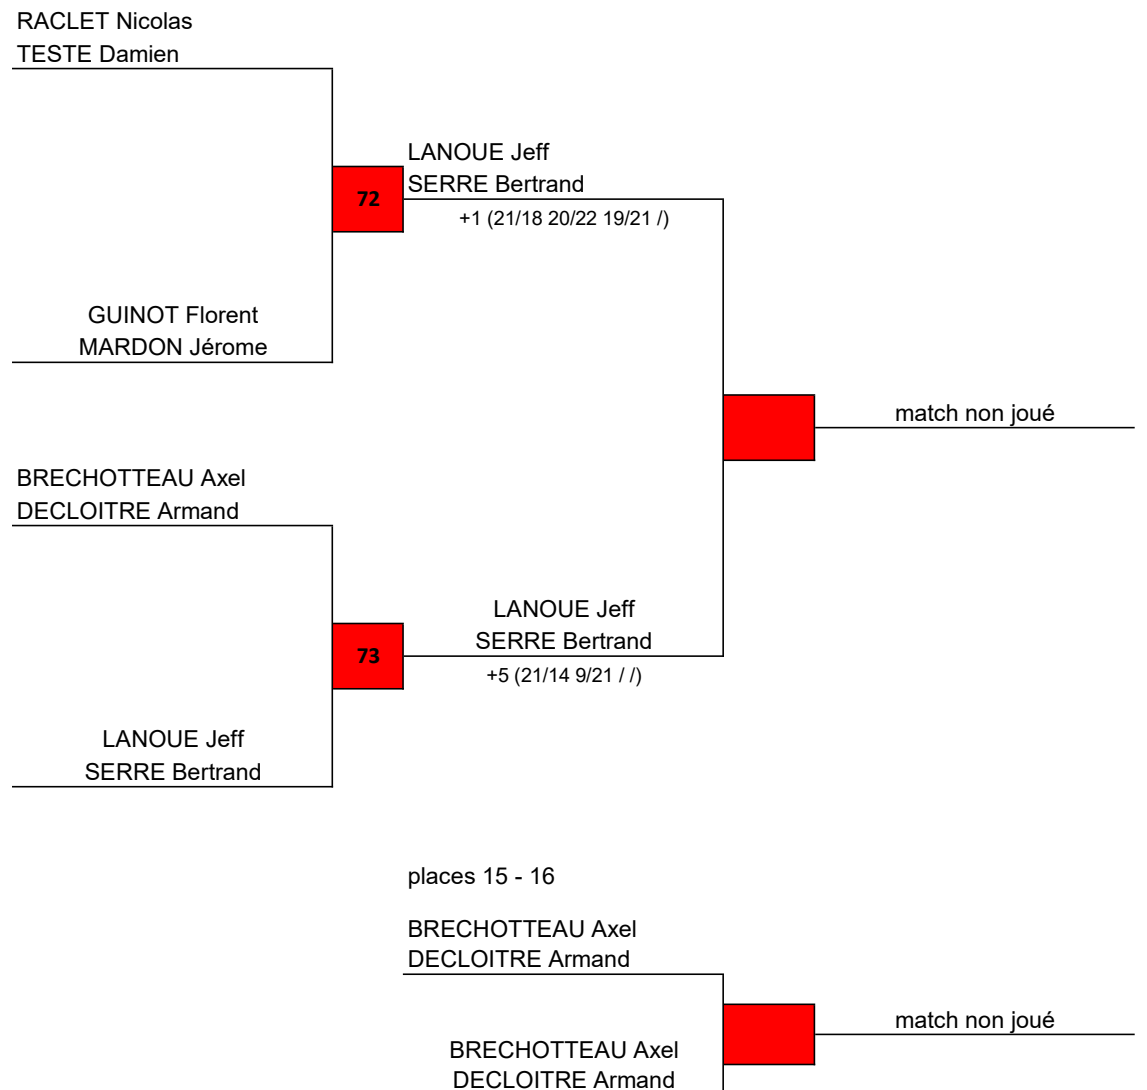 RACLET Nicolas
TESTE Damien
LANOUE Jeff
SERRE Bertrand
72
+1 (21/18 20/22 19/21 /)
GUINOT Florent
MARDON Jérome
match non joué
BRECHOTTEAU Axel
DECLOITRE Armand
LANOUE Jeff
SERRE Bertrand
73
+5 (21/14 9/21 / /)
LANOUE Jeff
SERRE Bertrand
places 15 - 16
BRECHOTTEAU Axel
DECLOITRE Armand
match non joué
BRECHOTTEAU Axel
DECLOITRE Armand